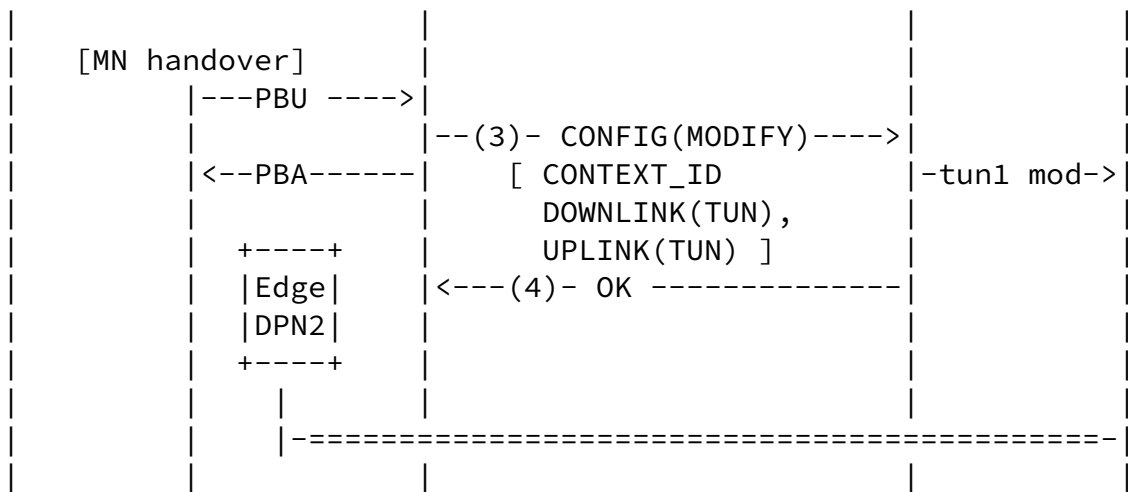 [MN handover]
|---PBU ---->|
|--(3)- CONFIG(MODIFY)---->|
|<--PBA------| [ CONTEXT_ID |-tun1 mod->|
DOWNLINK(TUN),
+----+ UPLINK(TUN) ]
|Edge| |<---(4)- OK --------------|
|DPN2|
+----+
|-============================================-|